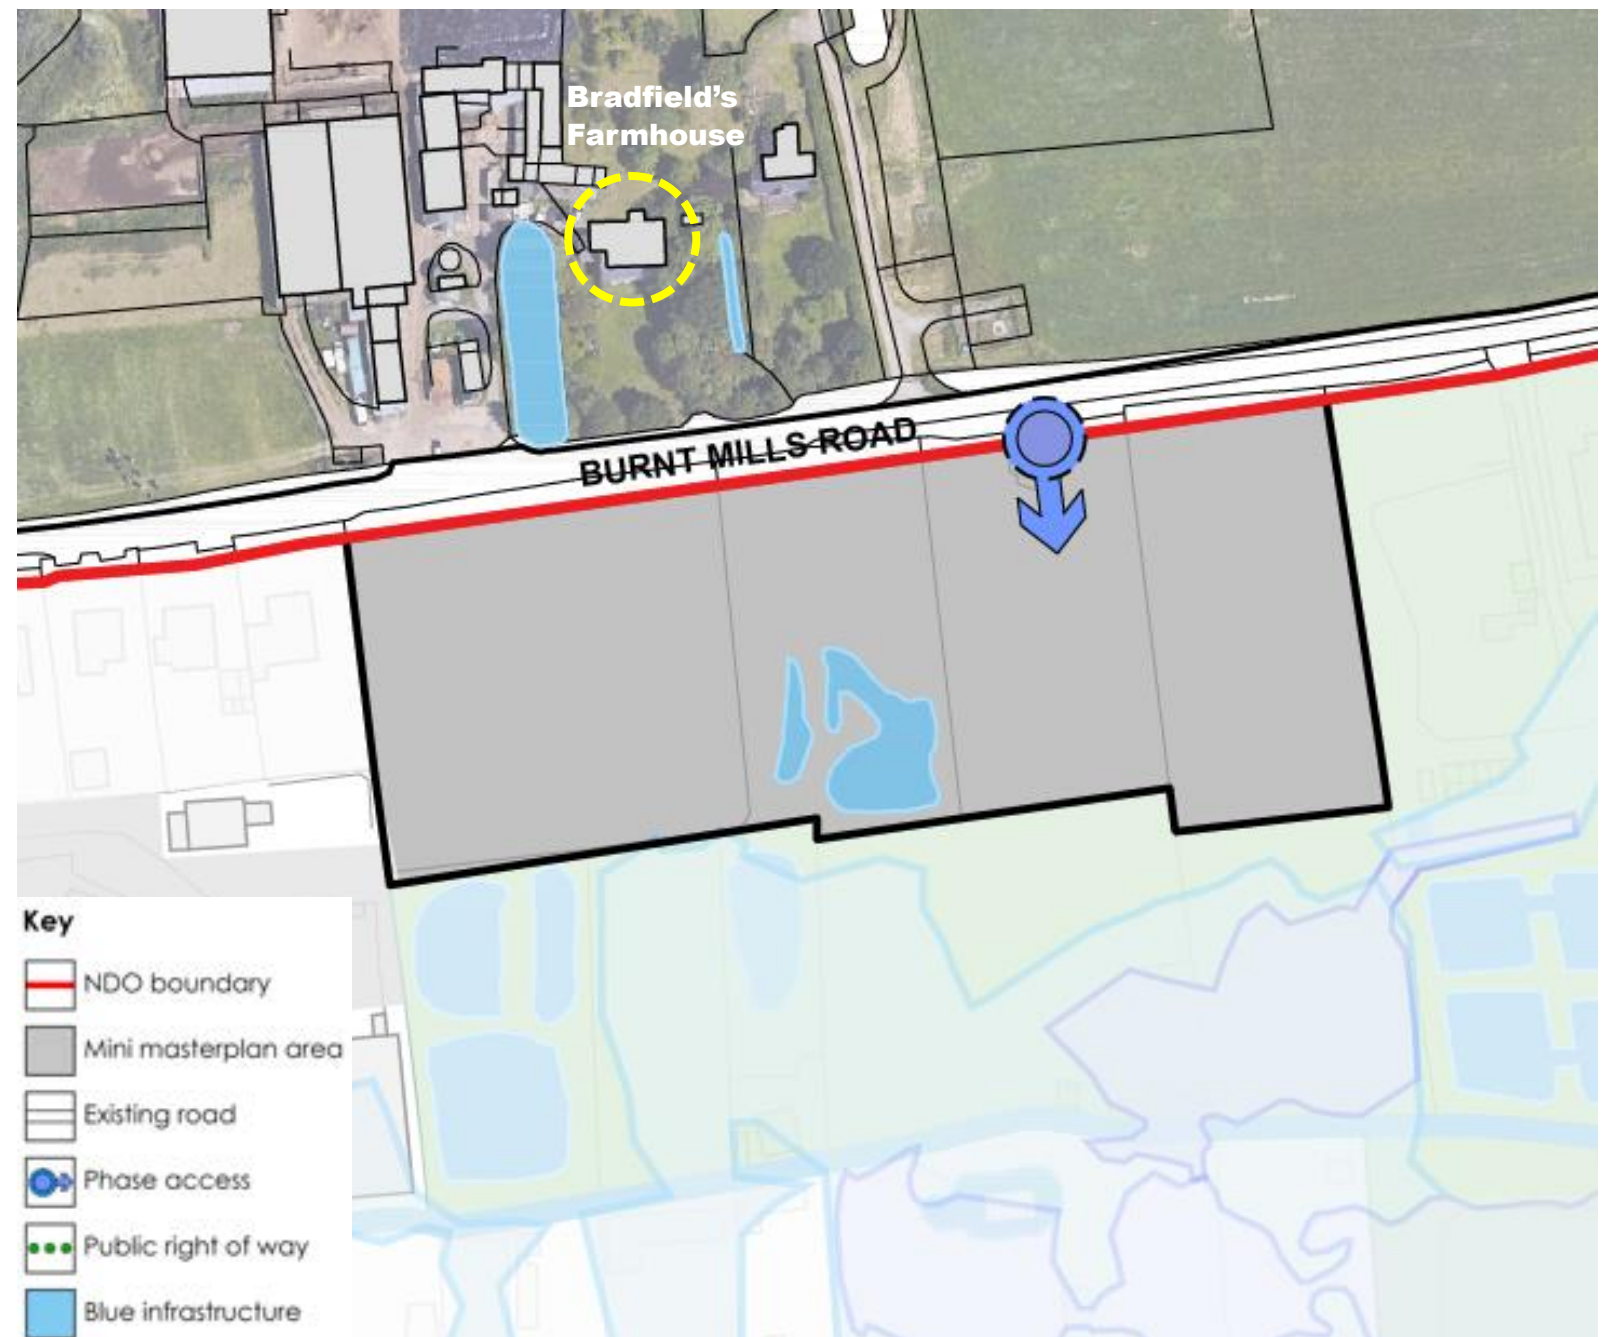 Bradfield’s
Farmhouse
BURNT MILLS ROAD
Key
NDO boundary
Mini masterplan area
Existing road
Phase access
Public right of way
Blue infrastructure